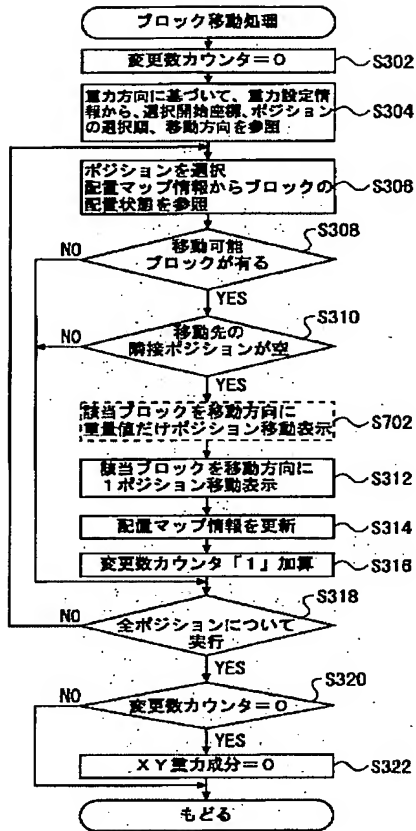 ブロック移動処理
変更数カウンタ=0
S302
重力方向に基づいて、重力設定情
報から、選択開始座標、ポジション
の選択順、移動方向を参照
S304
ポジションを選択
配置マップ情報からブロックの
配置状態を参照
S306
S308
NO
移動可能
ブロックが有る
YES
S310
NO
移動先の
隣接ポジションが空
YES
該当ブロックを移動方向に
重量値だけポジション移動表示
S702
該当ブロックを移動方向に
1ポジション移動表示
S312
配置マップ情報を更新
S314
変更数カウンタ「1」加算
S316
S318
NO
全ポジションについて
実行
YES
S320
NO
変更数カウンタ=0
YES
XY重力成分=0
S322
もどる